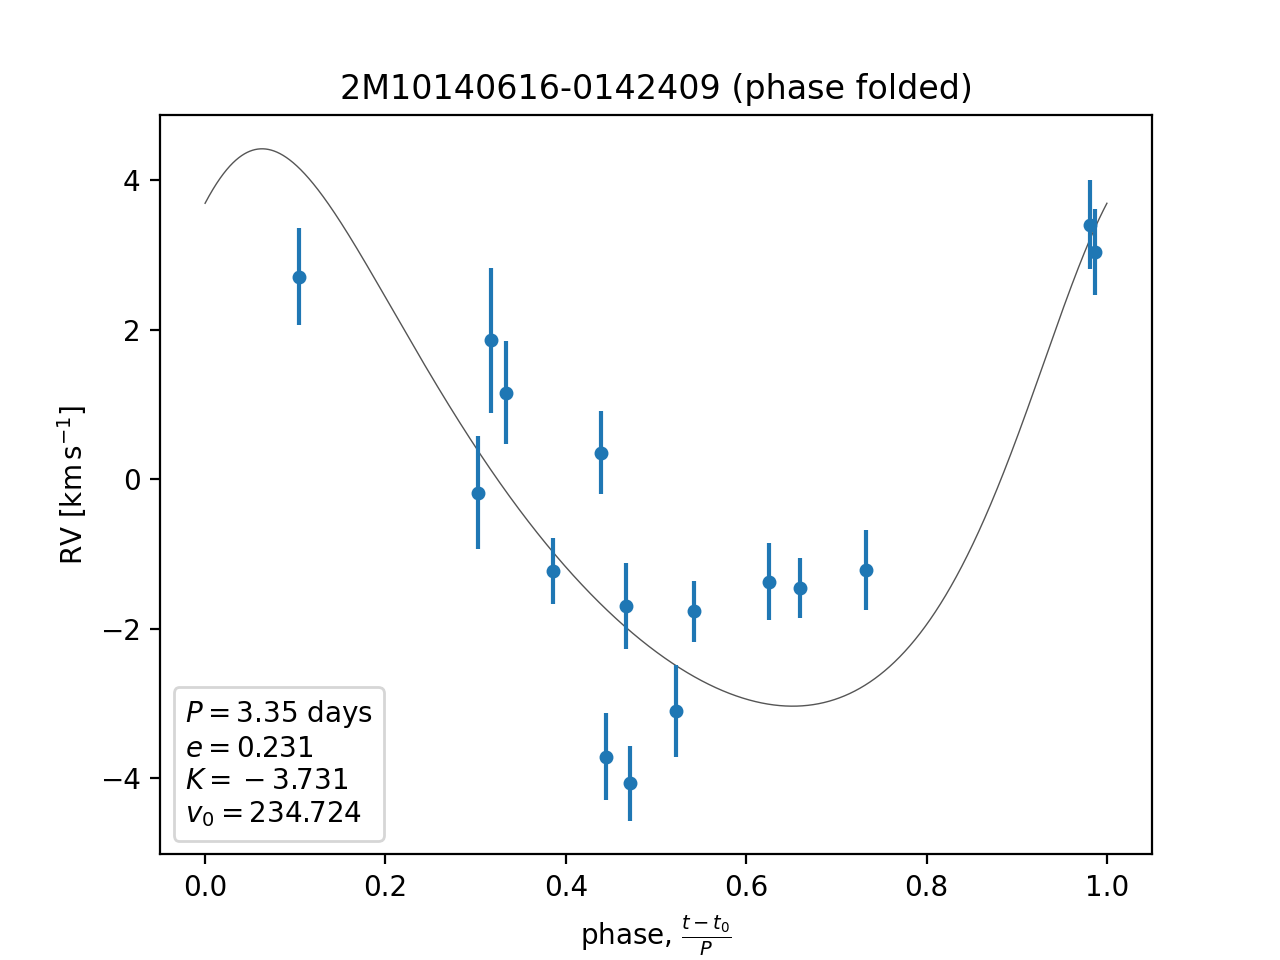 2M10140616-0142409 (phase folded)
RV [km s⁻¹]
4
2
0
−2
−4
P = 3.35 days
e = 0.231
K = −3.731
v₀ = 234.724
0.0 0.2 0.4 0.6 0.8 1.0
phase, (t − t₀)/P